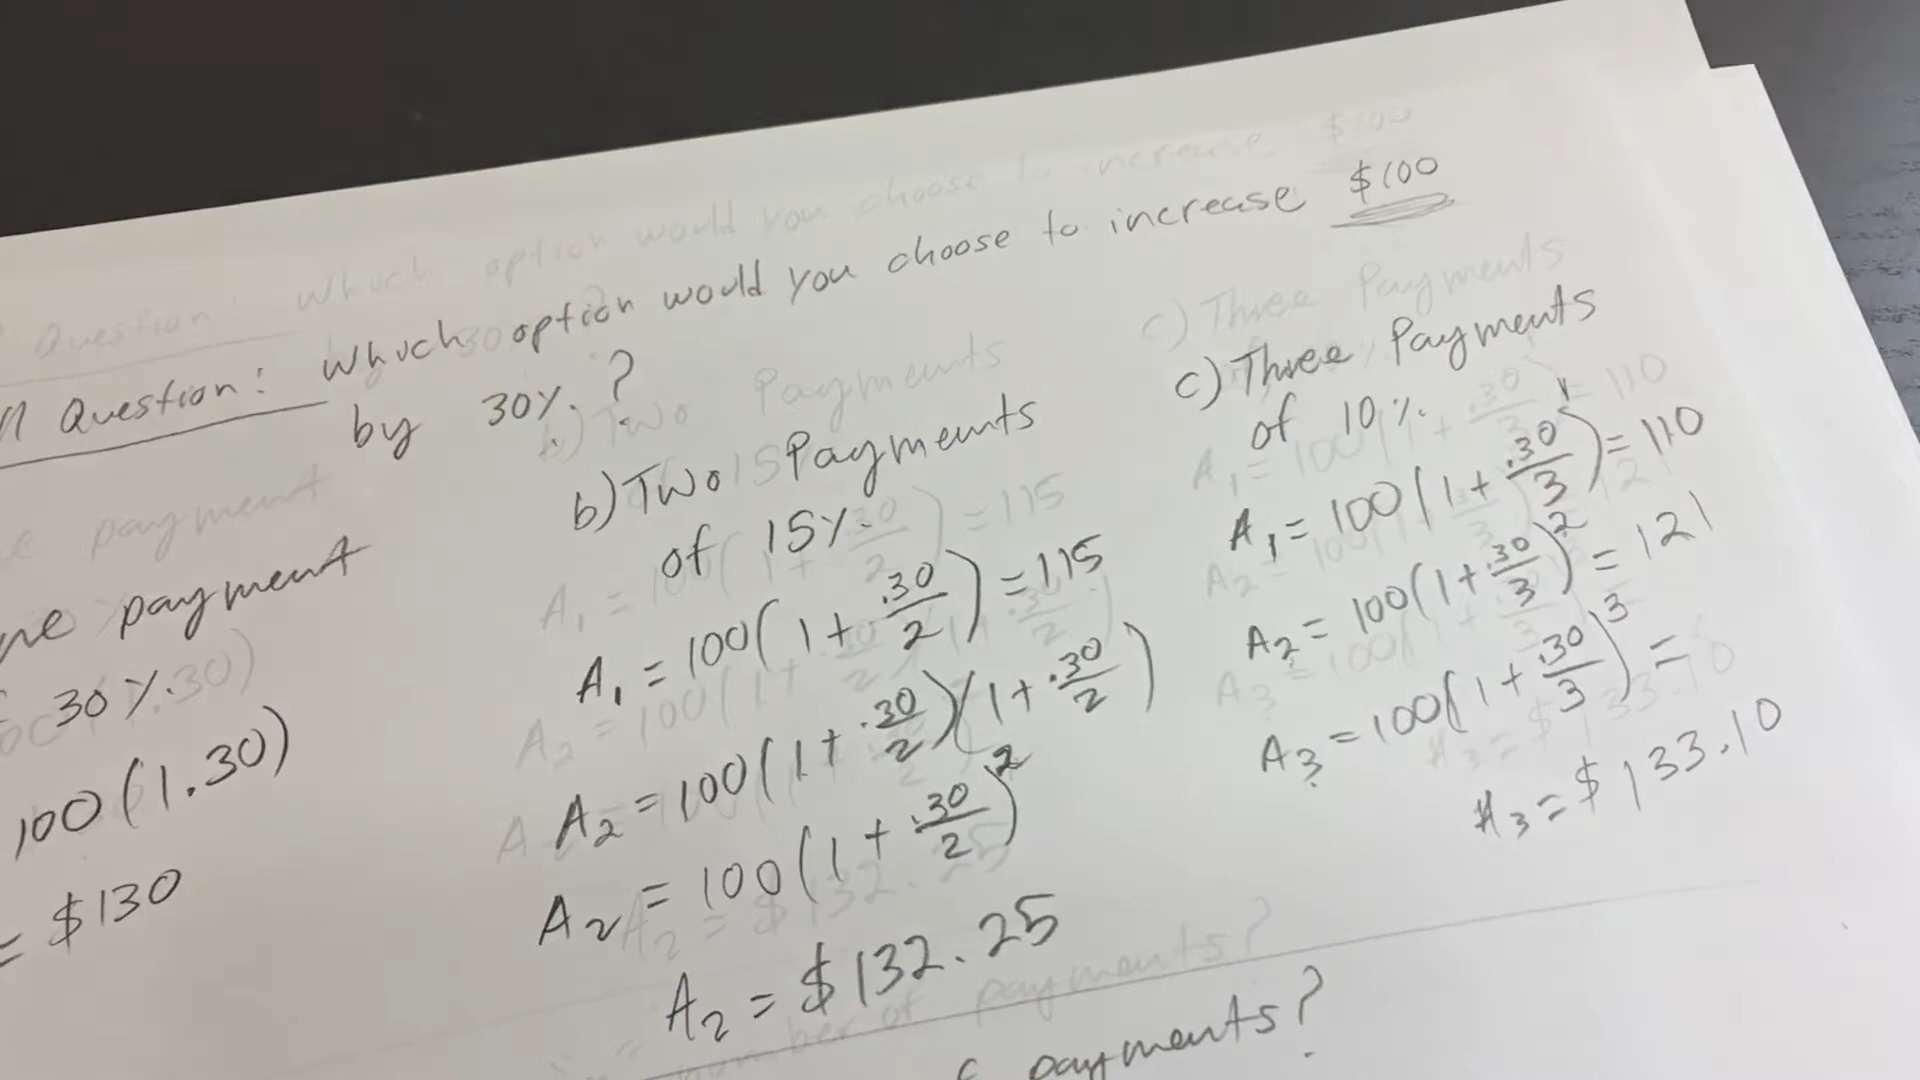 Question: Which option would you choose to increase $100
by 30%?
payment
30%
100(1.30)
= $130
b) Two Payments
of 15%.
A₁ = 100(1 + .30/2) = 115
A₂ = 100(1 + .30/2)(1 + .30/2)
A₂ = 100(1 + .30/2)²
A₂ = $132.25
c) Three Payments
of 10%.
A₁ = 100(1 + .30/3)¹ = 110
A₂ = 100(1 + .30/3)² = 121
A₃ = 100(1 + .30/3)³ =
A₃ = $133.10
payments?